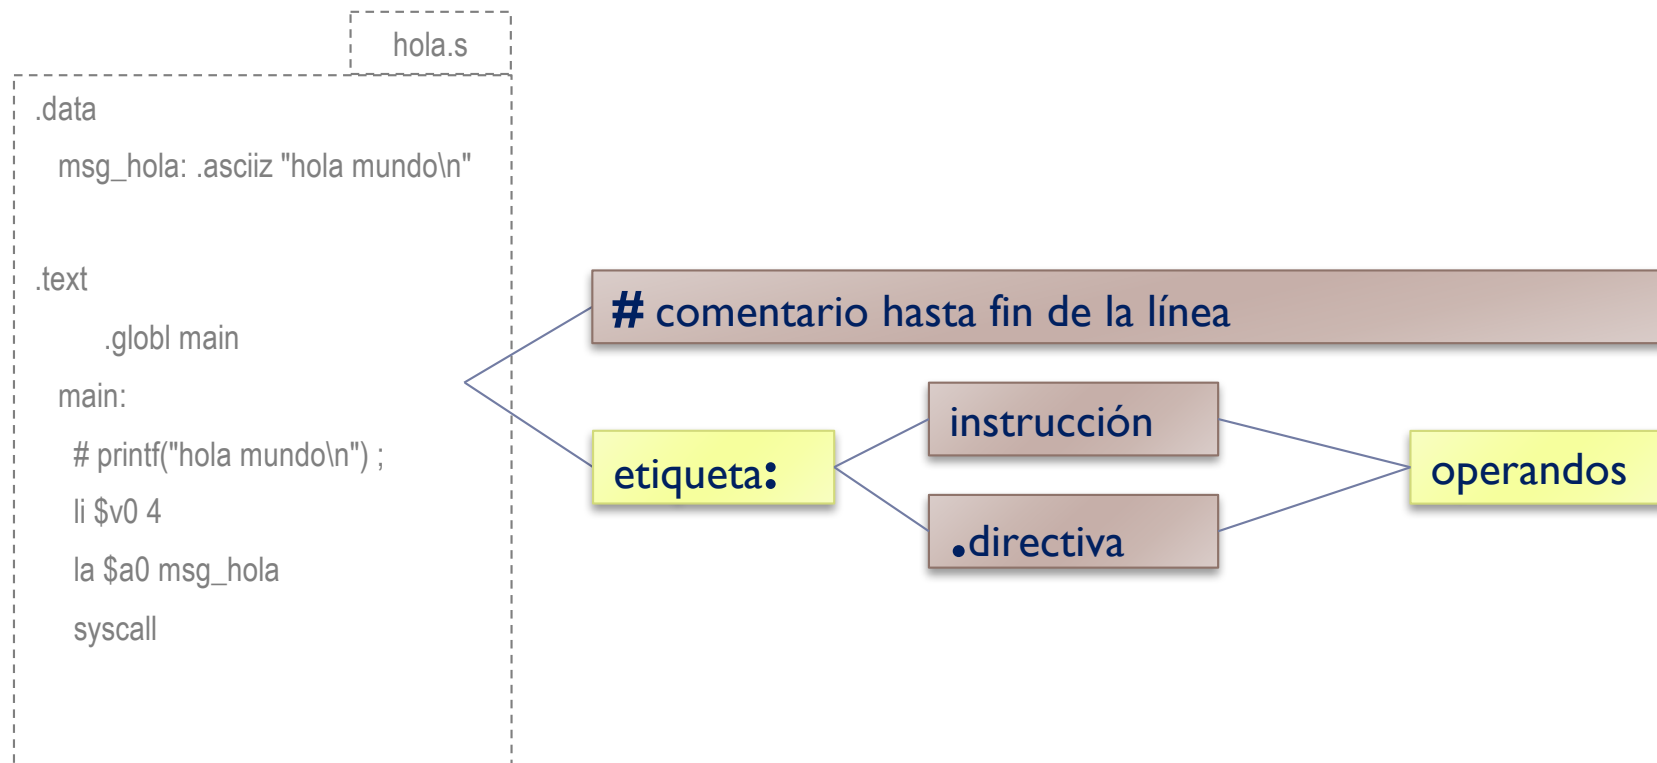 hola.s
.data
msg_hola: .asciiz "hola mundo\n"
.text
.globl main
main:
# printf("hola mundo\n") ;
li $v0 4
la $a0 msg_hola
syscall
# comentario hasta fin de la línea
etiqueta:
instrucción
.directiva
operandos